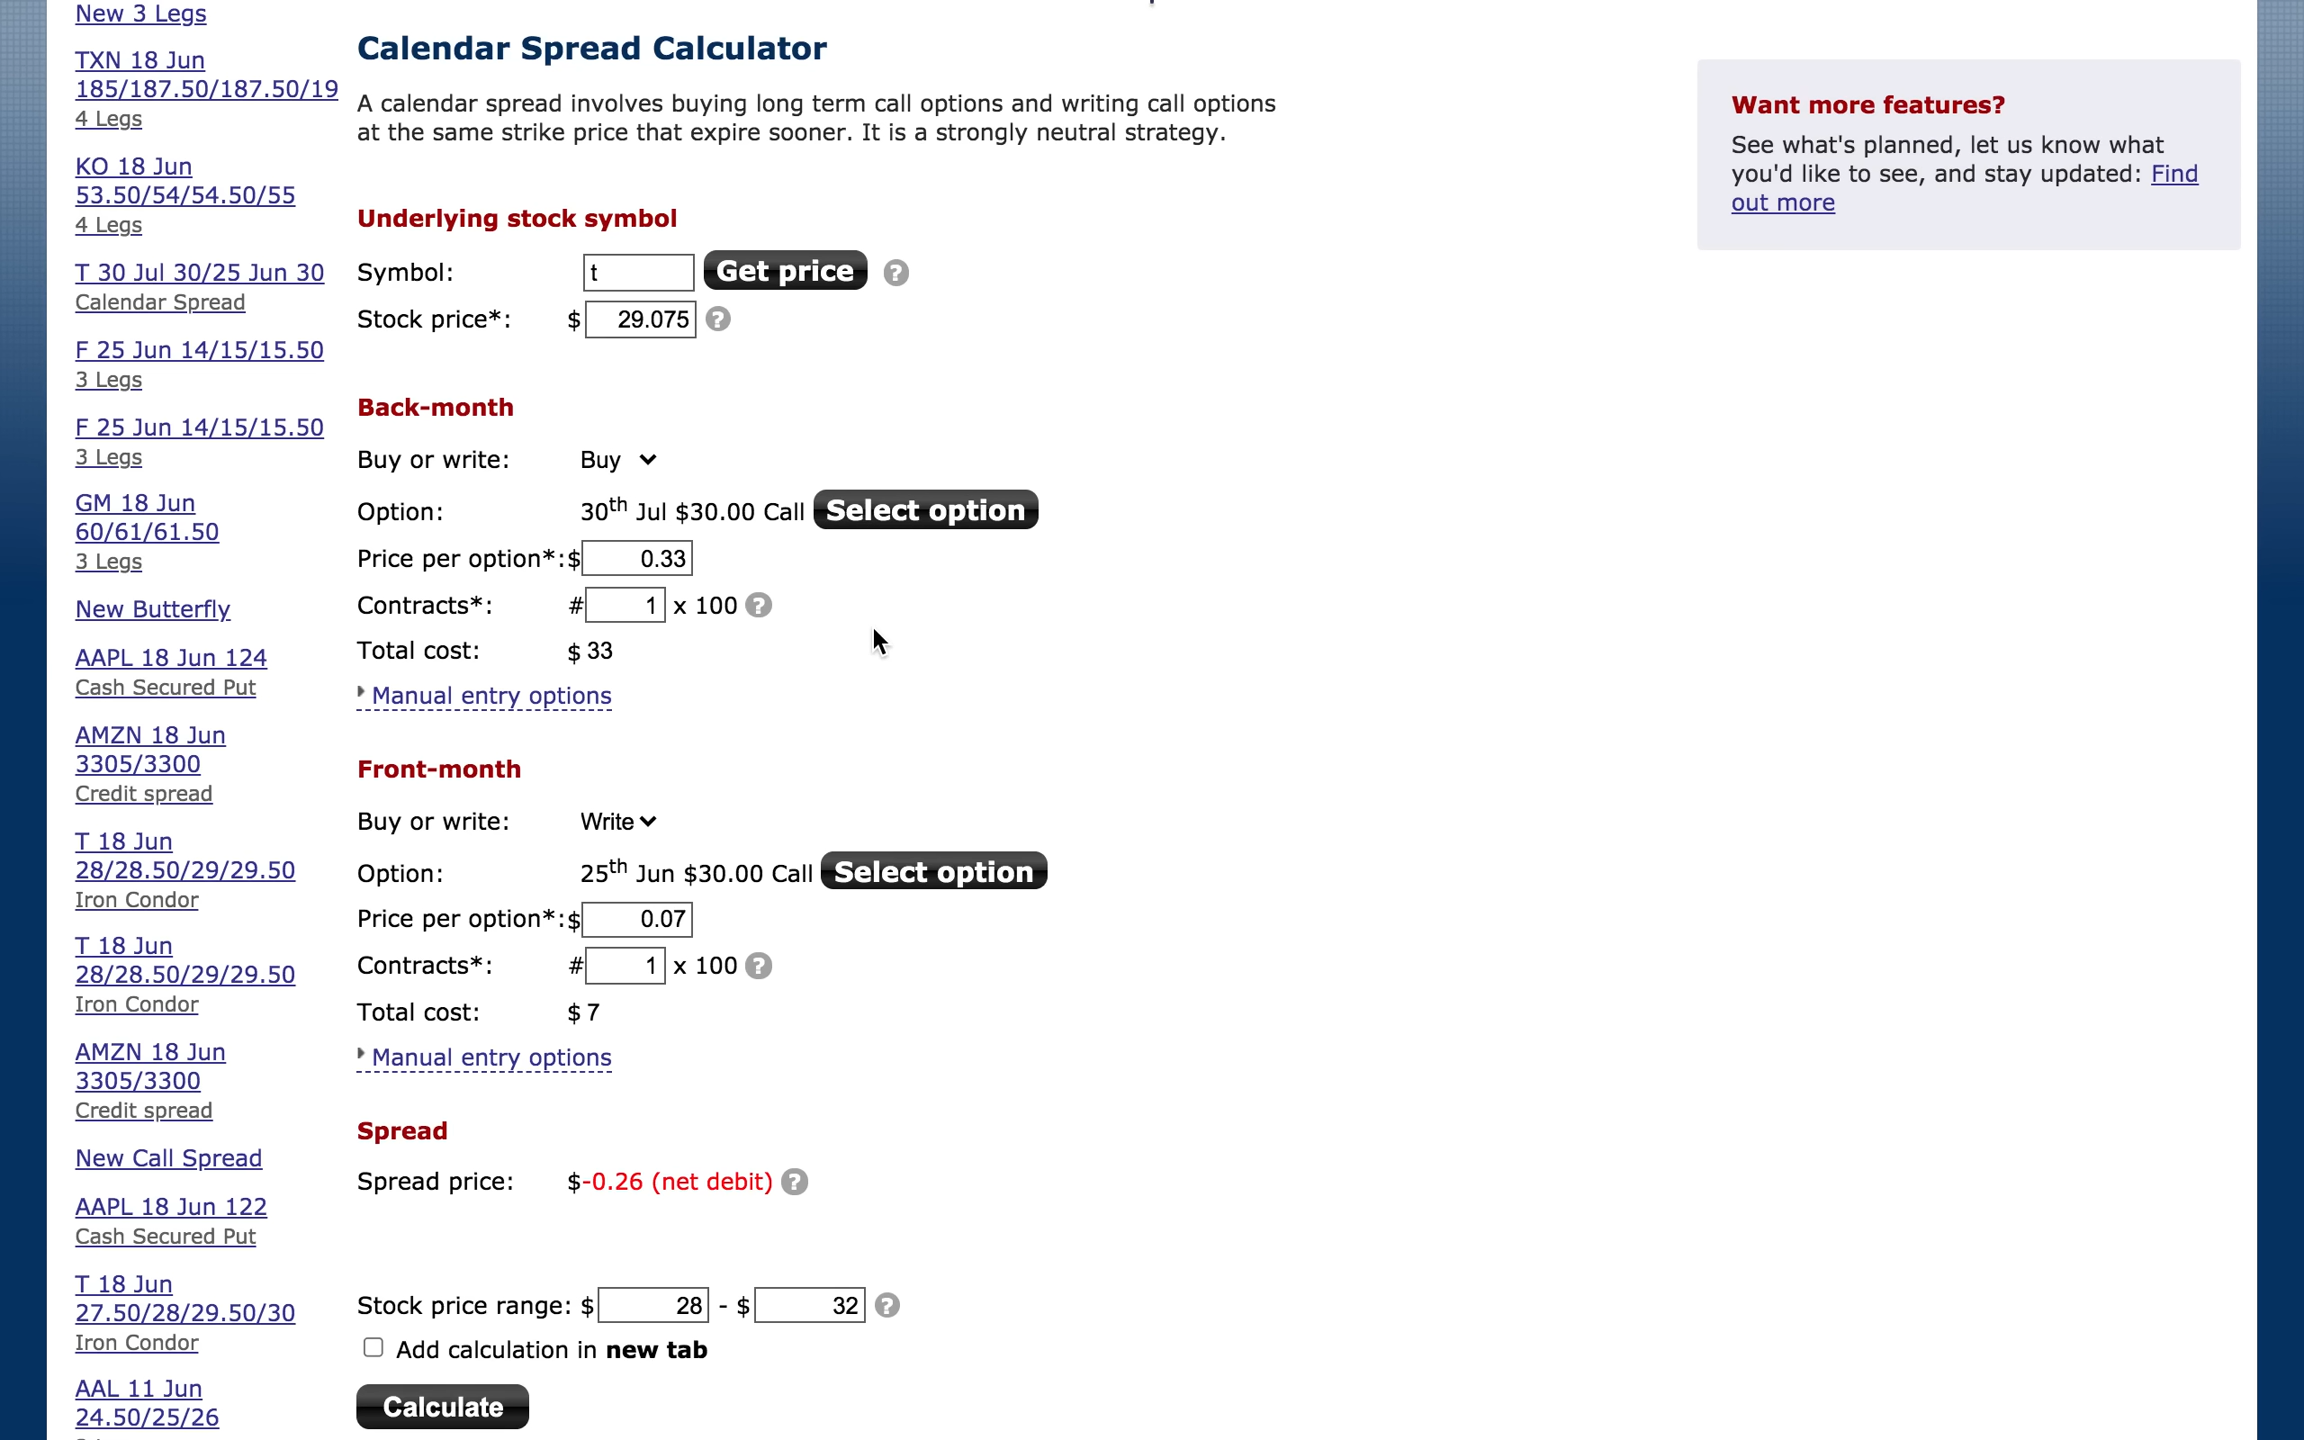 New 3 Legs
TXN 18 Jun
185/187.50/187.50/19
4 Legs
KO 18 Jun
53.50/54/54.50/55
4 Legs
T 30 Jul 30/25 Jun 30
Calendar Spread
F 25 Jun 14/15/15.50
3 Legs
F 25 Jun 14/15/15.50
3 Legs
GM 18 Jun
60/61/61.50
3 Legs
New Butterfly
AAPL 18 Jun 124
Cash Secured Put
AMZN 18 Jun
3305/3300
Credit spread
T 18 Jun
28/28.50/29/29.50
Iron Condor
T 18 Jun
28/28.50/29/29.50
Iron Condor
AMZN 18 Jun
3305/3300
Credit spread
New Call Spread
AAPL 18 Jun 122
Cash Secured Put
T 18 Jun
27.50/28/29.50/30
Iron Condor
AAL 11 Jun
24.50/25/26
Calendar Spread Calculator
A calendar spread involves buying long term call options and writing call options
at the same strike price that expire sooner. It is a strongly neutral strategy.
Underlying stock symbol
Symbol: t Get price ?
Stock price*: $ 29.075 ?
Back-month
Buy or write: Buy
Option: 30th Jul $30.00 Call Select option
Price per option*:$ 0.33
Contracts*: # 1 x 100 ?
Total cost: $ 33
Manual entry options
Front-month
Buy or write: Write
Option: 25th Jun $30.00 Call Select option
Price per option*:$ 0.07
Contracts*: # 1 x 100 ?
Total cost: $ 7
Manual entry options
Spread
Spread price: $-0.26 (net debit) ?
Stock price range: $ 28 - $ 32 ?
Add calculation in new tab
Calculate
Want more features?
See what's planned, let us know what
you'd like to see, and stay updated: Find
out more